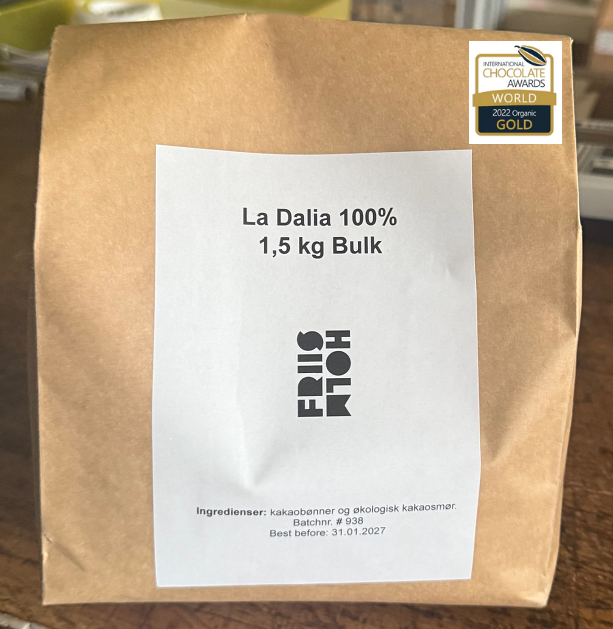 INTERNATIONAL
CHOCOLATE
AWARDS
WORLD
2022 Organic
GOLD
La Dalia 100%
1,5 kg Bulk
FRIIS
HOLM
Ingredienser: kakaobønner og økologisk kakaosmør.
Batchnr. # 938
Best before: 31.01.2027